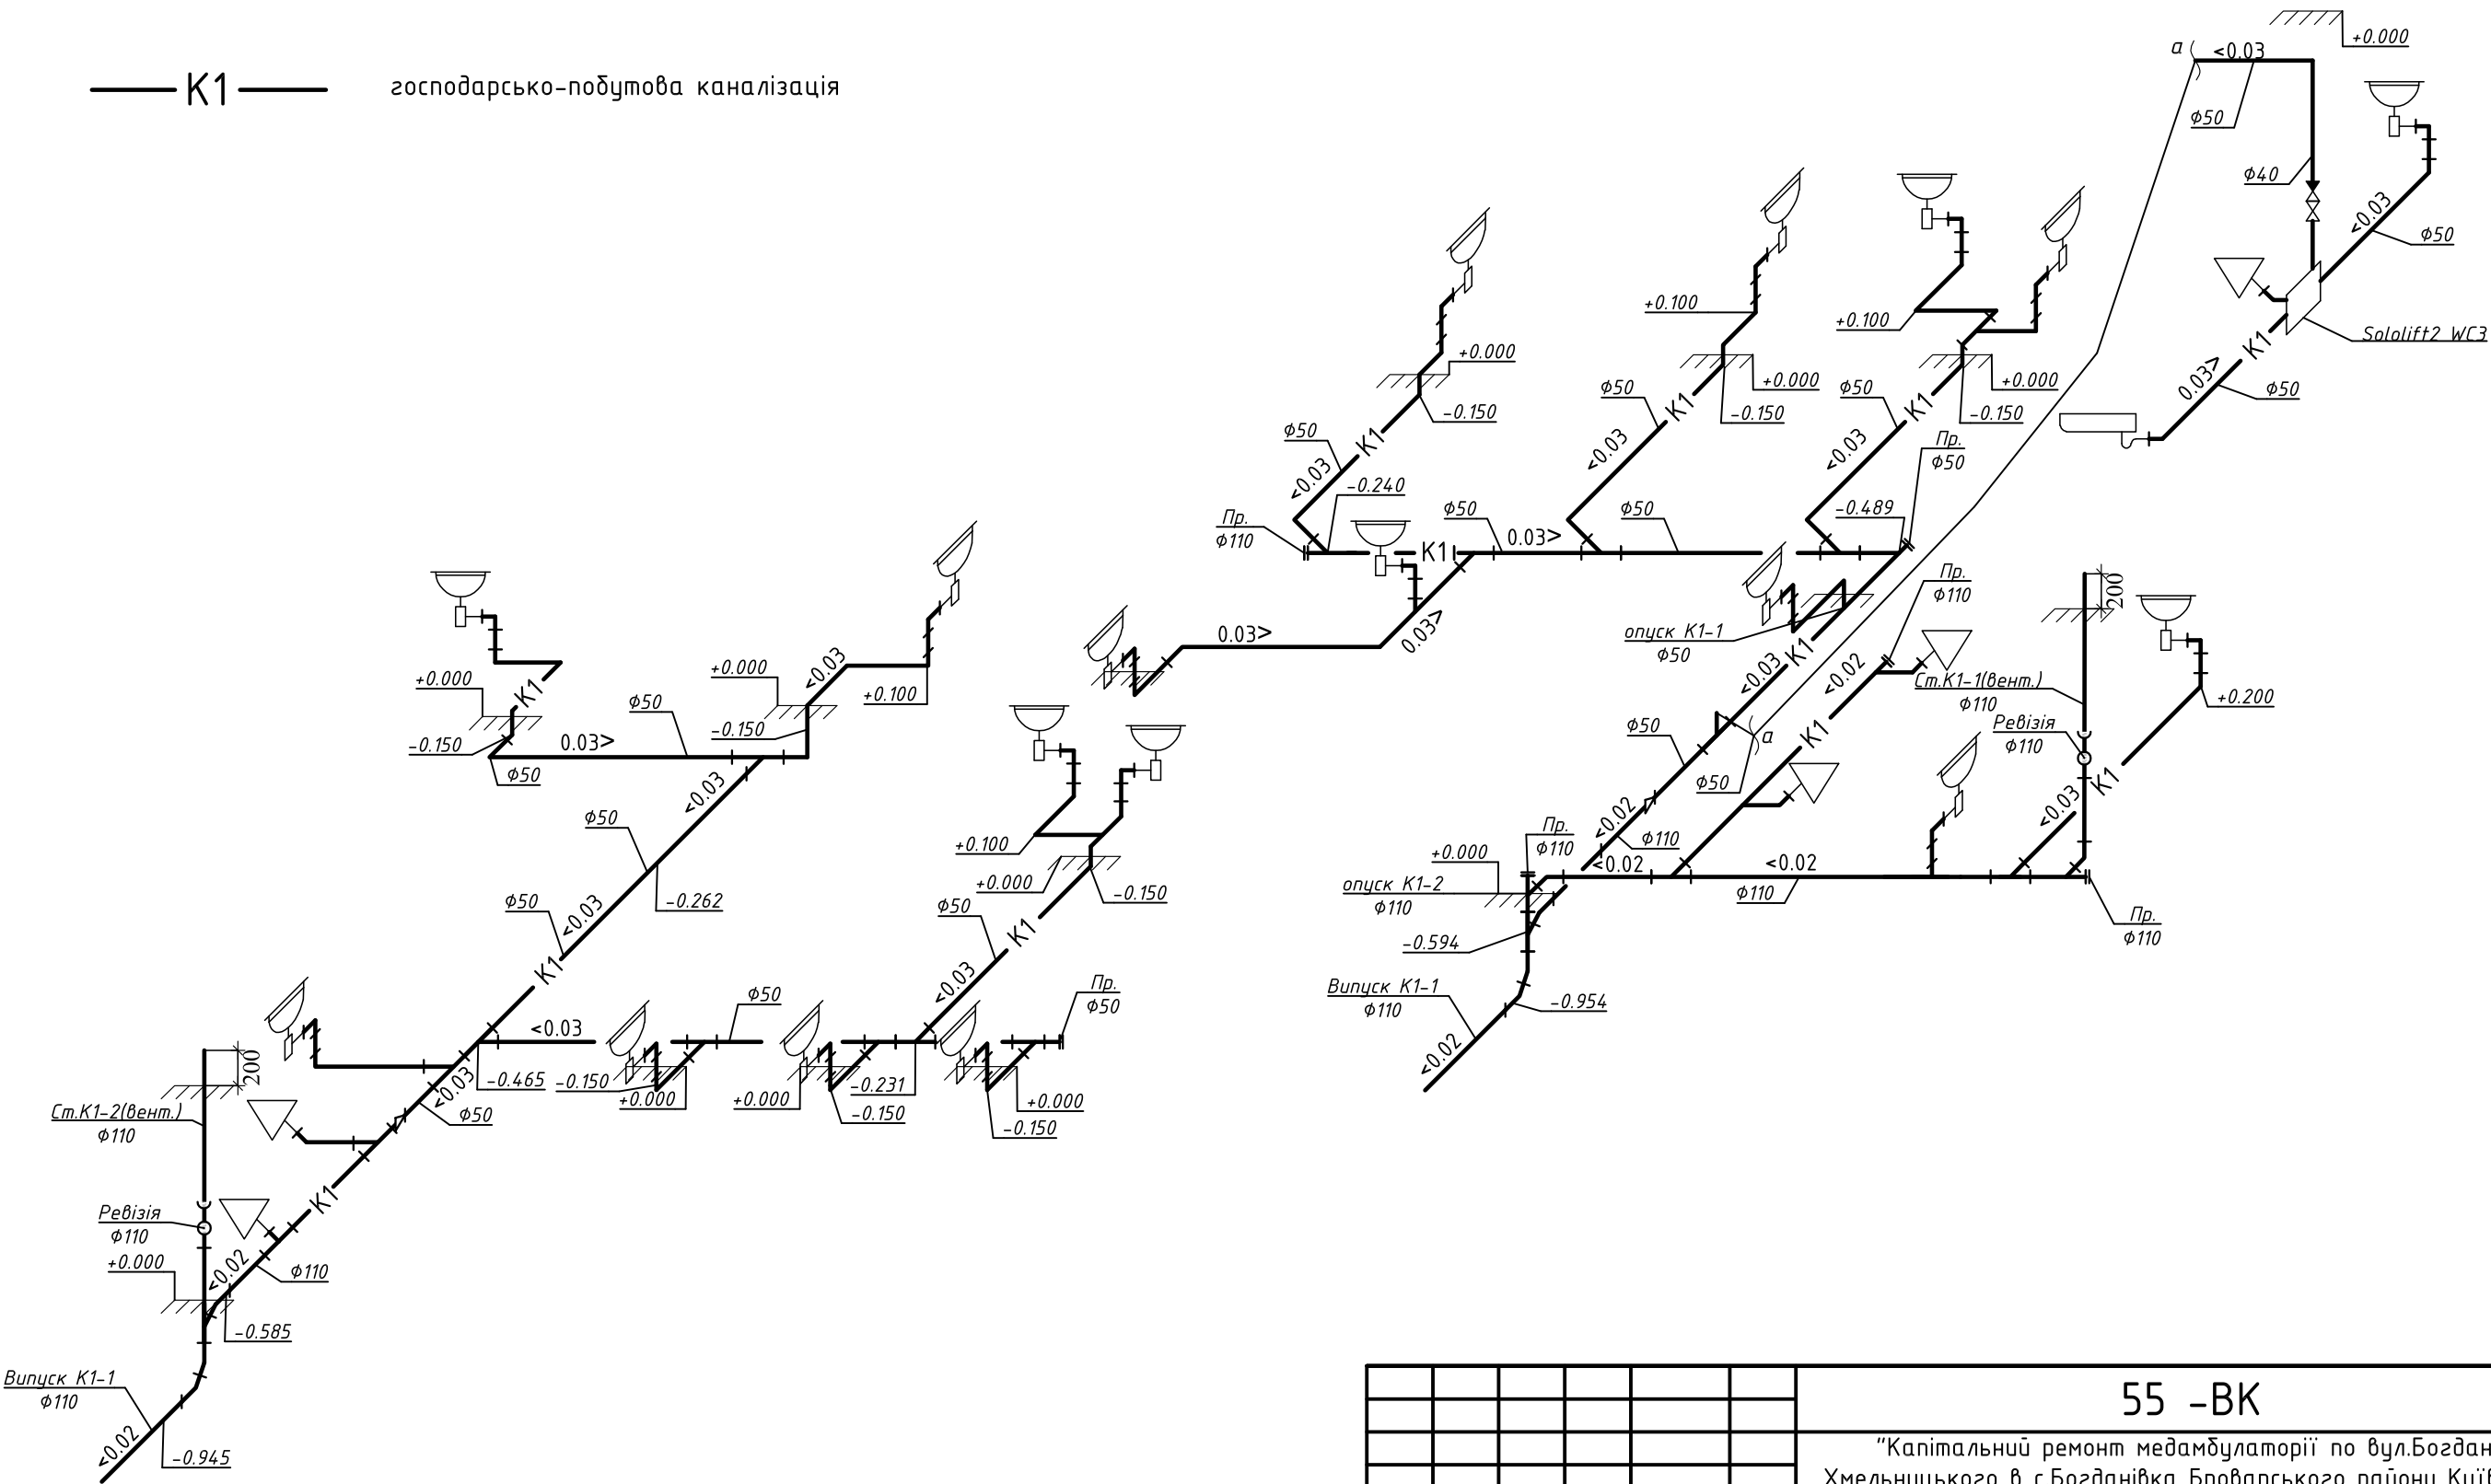 К1 господарсько-побутова каналізація
+0.000
а <0.03
Ф50
Ф40
<0.03
Ф50
Sololift2 WC3
К1
0.03>
Ф50
+0.100
+0.100
+0.000
+0.000
+0.000
Ф50
Ф50
-0.150
-0.150
-0.150
К1
К1
К1
Ф50
<0.03
<0.03
<0.03
Пр.
Ф50
-0.240
-0.489
Пр.
Ф110
Ф50
Ф50
К1
0.03>
Пр.
Ф110
200
опуск К1-1
Ф50
0.03>
0.03>
К1
<0.03
<0.02
Ст.К1-1(вент.)
Ф110
+0.200
Ревізія
Ф110
Ф50
а
К1
Ф50
К1
<0.03
<0.02
Ф110
Пр.
Ф110
+0.000
<0.02
<0.02
опуск К1-2
Ф110
Ф110
Пр.
Ф110
-0.594
Випуск К1-1
Ф110
-0.954
<0.02
+0.000
К1
+0.000
<0.03
+0.100
Ф50
-0.150
-0.150
0.03>
Ф50
<0.03
Ф50
-0.262
Ф50
<0.03
К1
+0.100
+0.000
-0.150
Ф50
К1
<0.03
Пр.
Ф50
Ф50
<0.03
-0.465
-0.150
+0.000
+0.000
-0.231
-0.150
+0.000
-0.150
200
<0.03
Ф50
Ст.К1-2(вент.)
Ф110
К1
Ревізія
Ф110
+0.000
<0.02
Ф110
-0.585
Випуск К1-1
Ф110
<0.02
-0.945
55 -ВК
"Капітальний ремонт медамбулаторії по вул.Богдан
Хмельницького в с.Богданівка Броварського району Київ